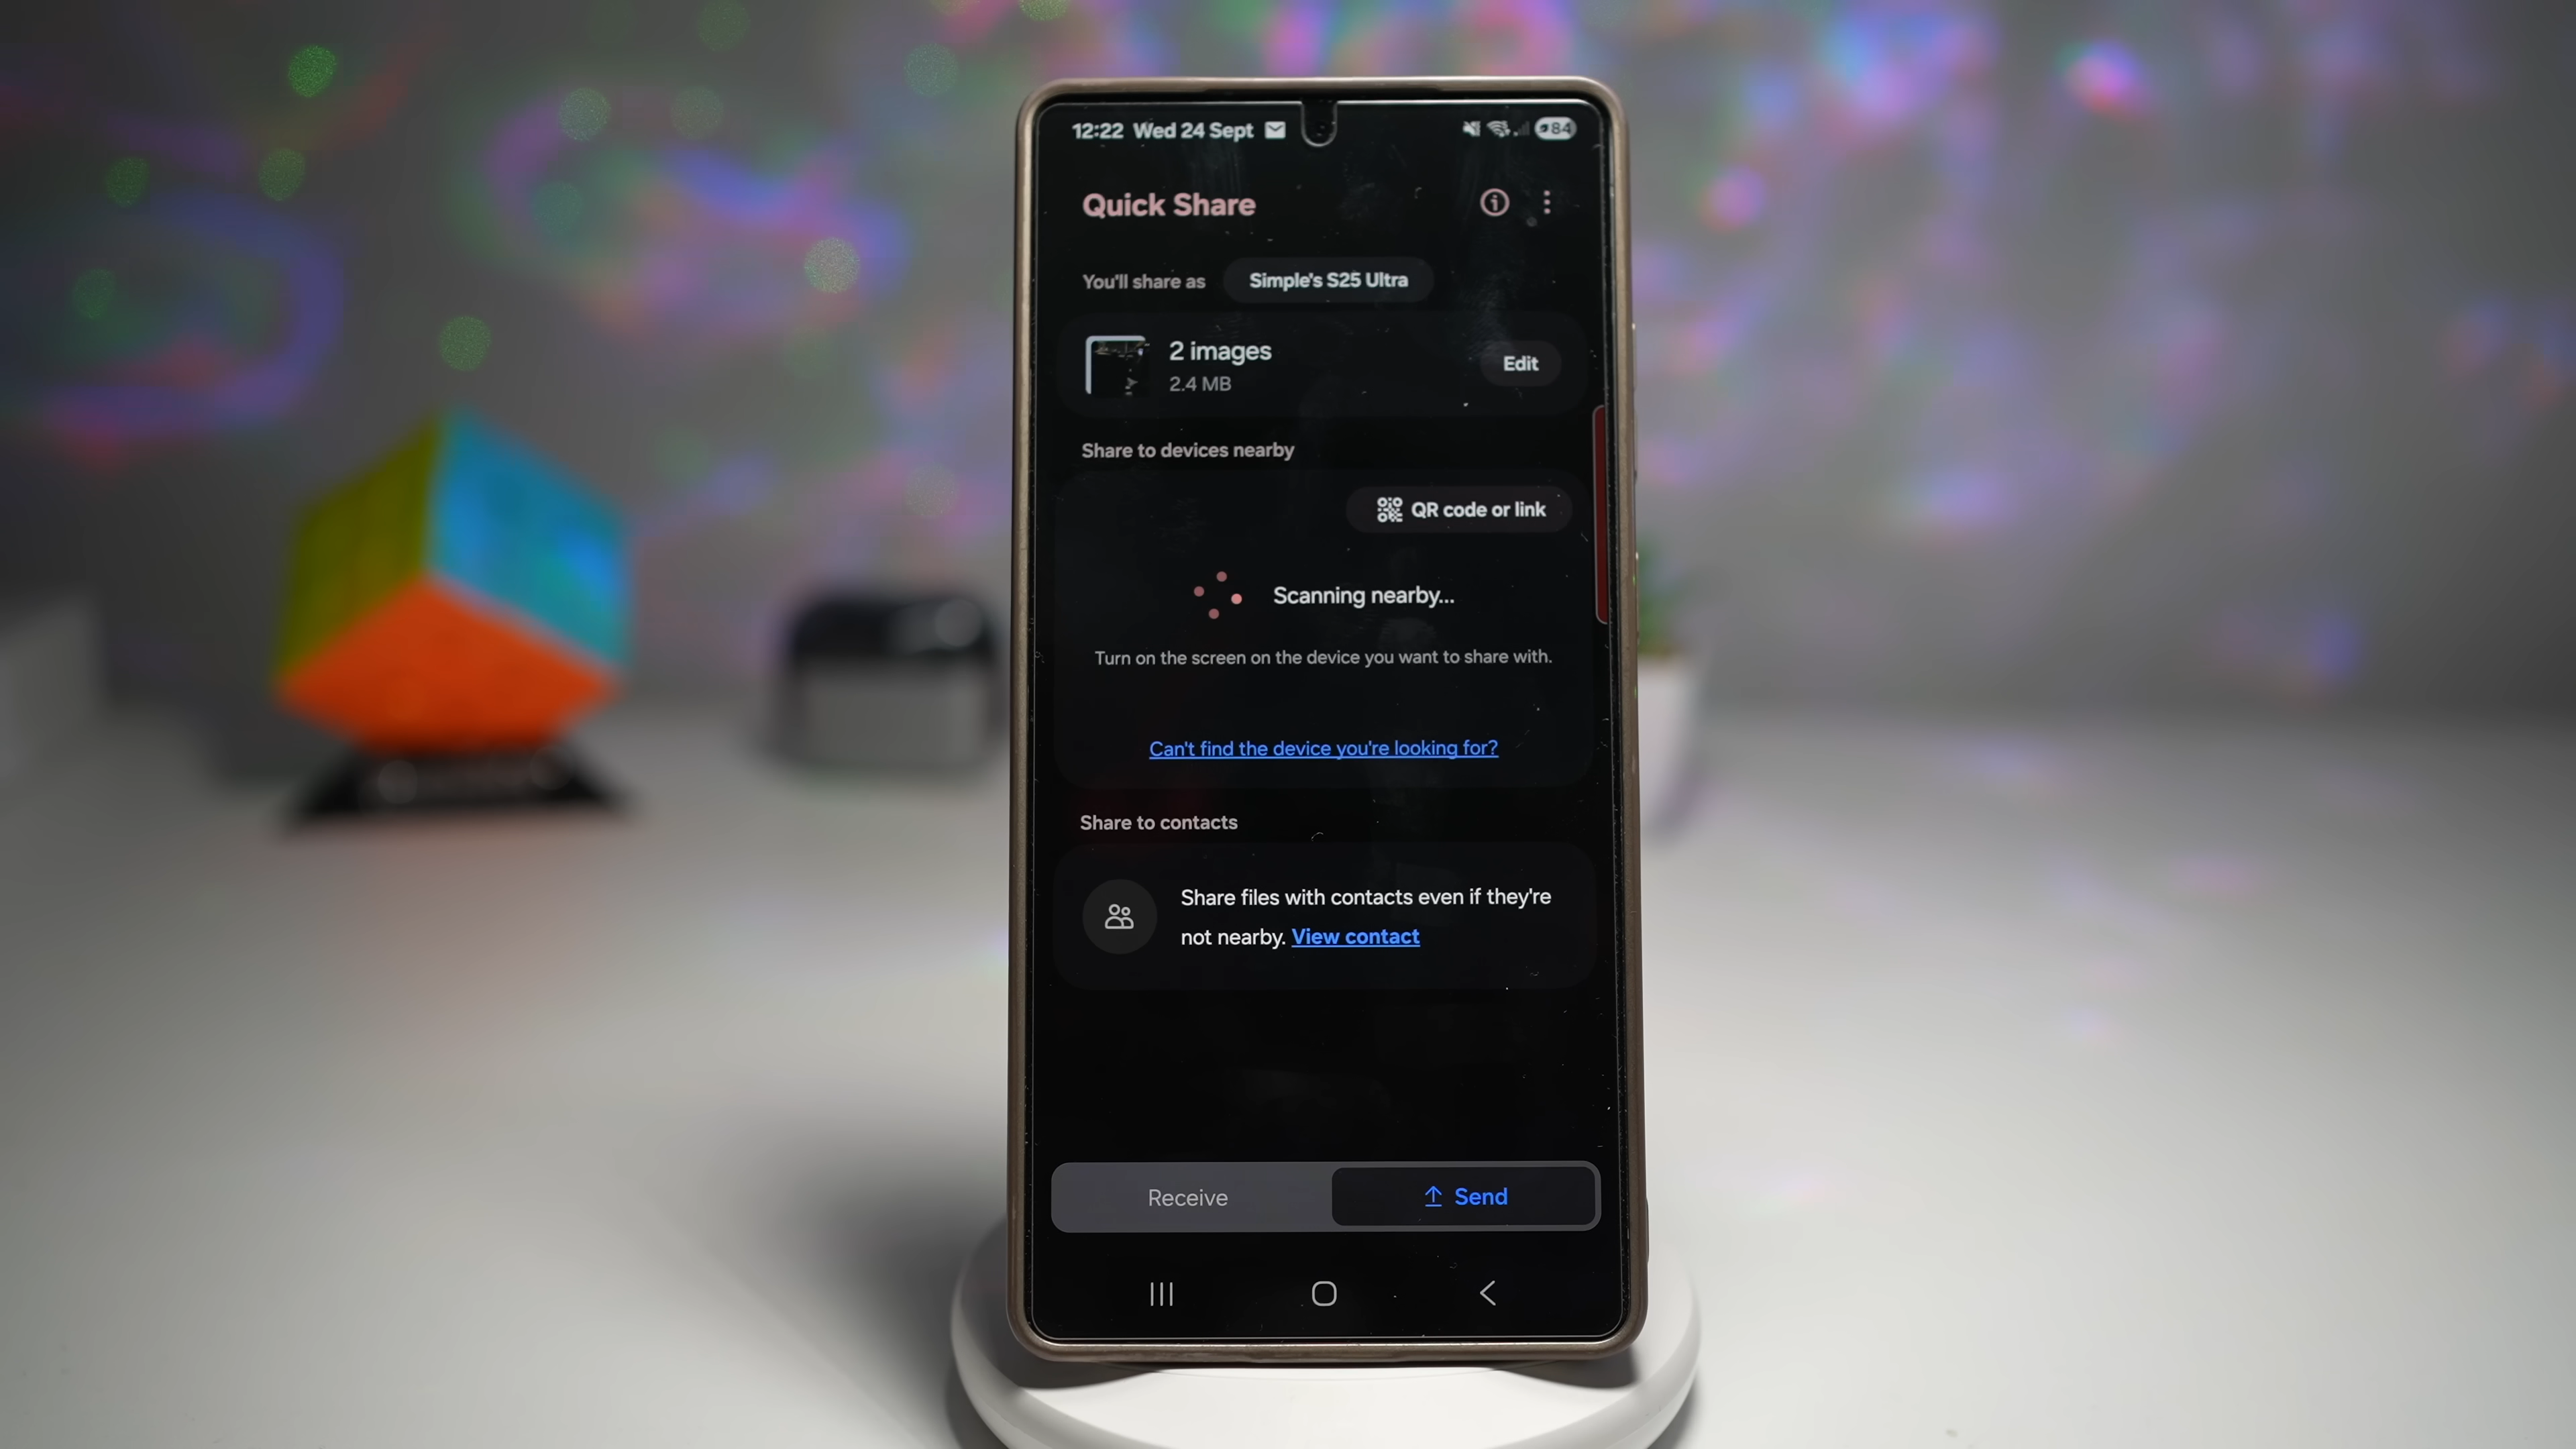 12:22 Wed 24 Sept
84
Quick Share
You'll share as
Simple's S25 Ultra
2 images
2.4 MB
Edit
Share to devices nearby
QR code or link
Scanning nearby...
Turn on the screen on the device you want to share with.
Can't find the device you're looking for?
Share to contacts
Share files with contacts even if they're
not nearby. View contact
Receive
Send